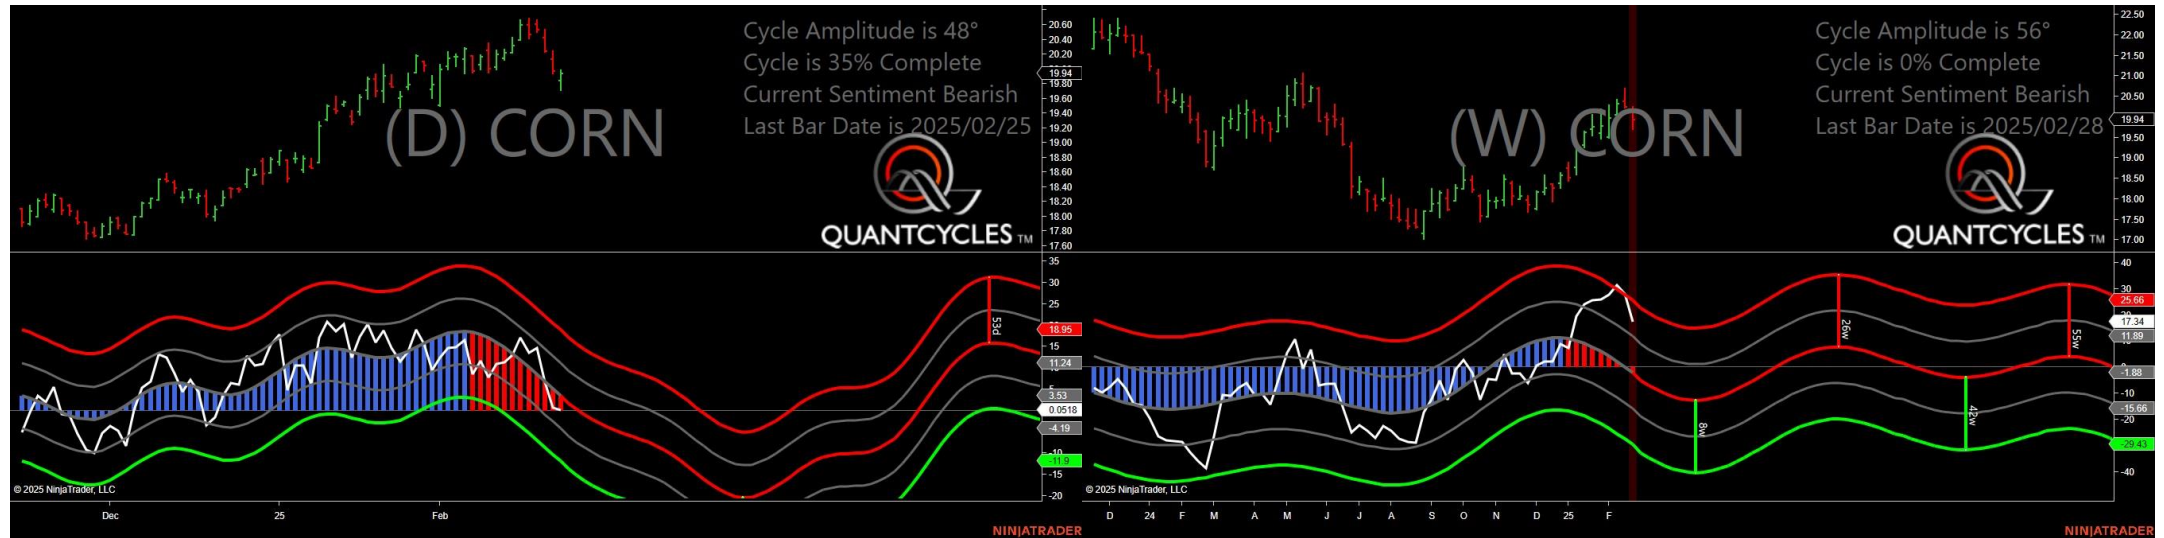 Cycle Amplitude is 48°
Cycle is 35% Complete
Current Sentiment Bearish
Last Bar Date is 2025/02/25
(D) CORN
QUANTCYCLES TM
20.60
20.40
20.20
19.94
19.80
19.60
19.40
19.20
19.00
18.80
18.60
18.40
18.20
18.00
17.80
17.60
35
30
25
18.95
15
11.24
3.53
0.0518
-4.19
-10
-11.9
-15
-20
53d
© 2025 NinjaTrader, LLC
Dec
25
Feb
NINJATRADER
Cycle Amplitude is 56°
Cycle is 0% Complete
Current Sentiment Bearish
Last Bar Date is 2025/02/28
(W) CORN
QUANTCYCLES TM
22.50
22.00
21.50
21.00
20.50
19.94
19.50
19.00
18.50
18.00
17.50
17.00
40
30
25.66
17.34
11.89
-1.88
-10
-15.66
-20
-29.43
-40
8w
26w
42w
55w
© 2025 NinjaTrader, LLC
D
24
F
M
A
M
J
J
A
S
O
N
D
25
F
NINJATRADER